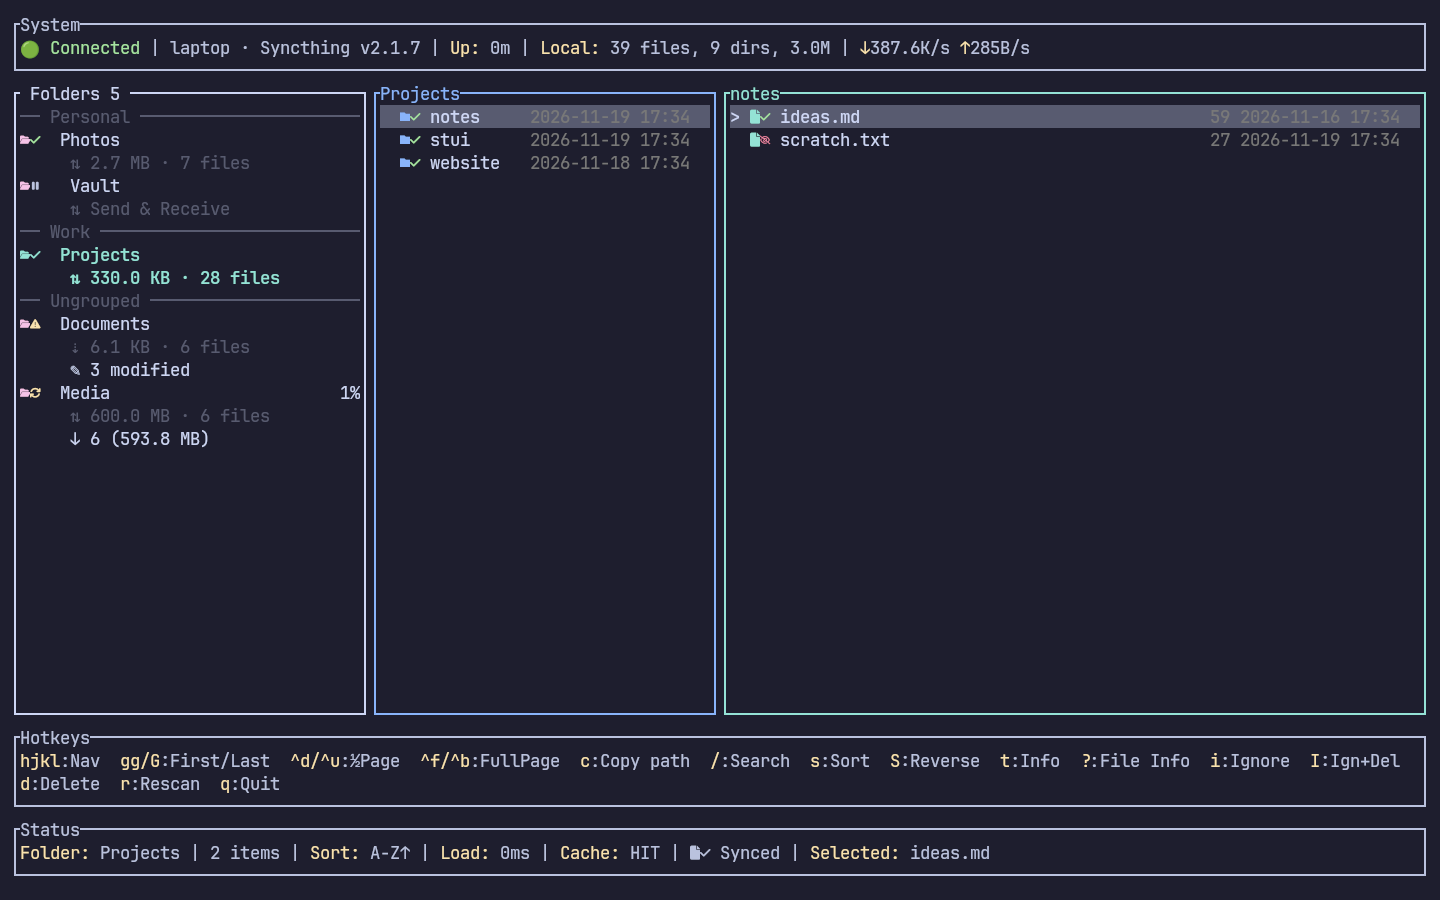 System
Connected | laptop · Syncthing v2.1.7 | Up: 0m | Local: 39 files, 9 dirs, 3.0M | ↓387.6K/s ↑285B/s
Folders 5
Personal
Photos
⇅ 2.7 MB · 7 files
Vault
⇅ Send & Receive
Work
Projects
⇅ 330.0 KB · 28 files
Ungrouped
Documents
⇣ 6.1 KB · 6 files
✎ 3 modified
Media 1%
⇅ 600.0 MB · 6 files
↓ 6 (593.8 MB)
Projects
notes 2026-11-19 17:34
stui 2026-11-19 17:34
website 2026-11-18 17:34
notes
> ideas.md 59 2026-11-16 17:34
scratch.txt 27 2026-11-19 17:34
Hotkeys
hjkl:Nav gg/G:First/Last ^d/^u:½Page ^f/^b:FullPage c:Copy path /:Search s:Sort S:Reverse t:Info ?:File Info i:Ignore I:Ign+Del
d:Delete r:Rescan q:Quit
Status
Folder: Projects | 2 items | Sort: A-Z↑ | Load: 0ms | Cache: HIT | Synced | Selected: ideas.md